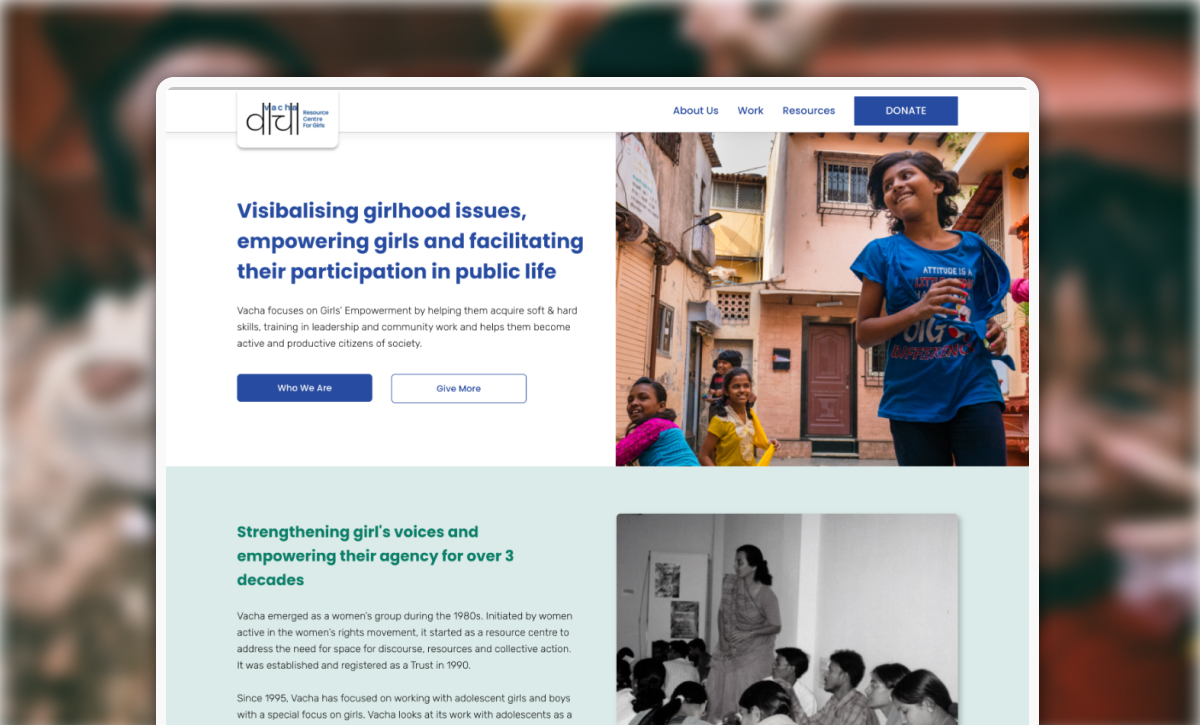 Vacha
वाचा
Resource
Centre
For Girls
About Us
Work
Resources
DONATE
Visibalising girlhood issues,
empowering girls and facilitating
their participation in public life
Vacha focuses on Girls' Empowerment by helping them acquire soft & hard
skills, training in leadership and community work and helps them become
active and productive citizens of society.
Who We Are
Give More
ATTITUDE IS A
DIFFERENC
Strengthening girl's voices and
empowering their agency for over 3
decades
Vacha emerged as a women's group during the 1980s. Initiated by women
active in the women's rights movement, it started as a resource centre to
address the need for space for discourse, resources and collective action.
It was established and registered as a Trust in 1990.
Since 1995, Vacha has focused on working with adolescent girls and boys
with a special focus on girls. Vacha looks at its work with adolescents as a